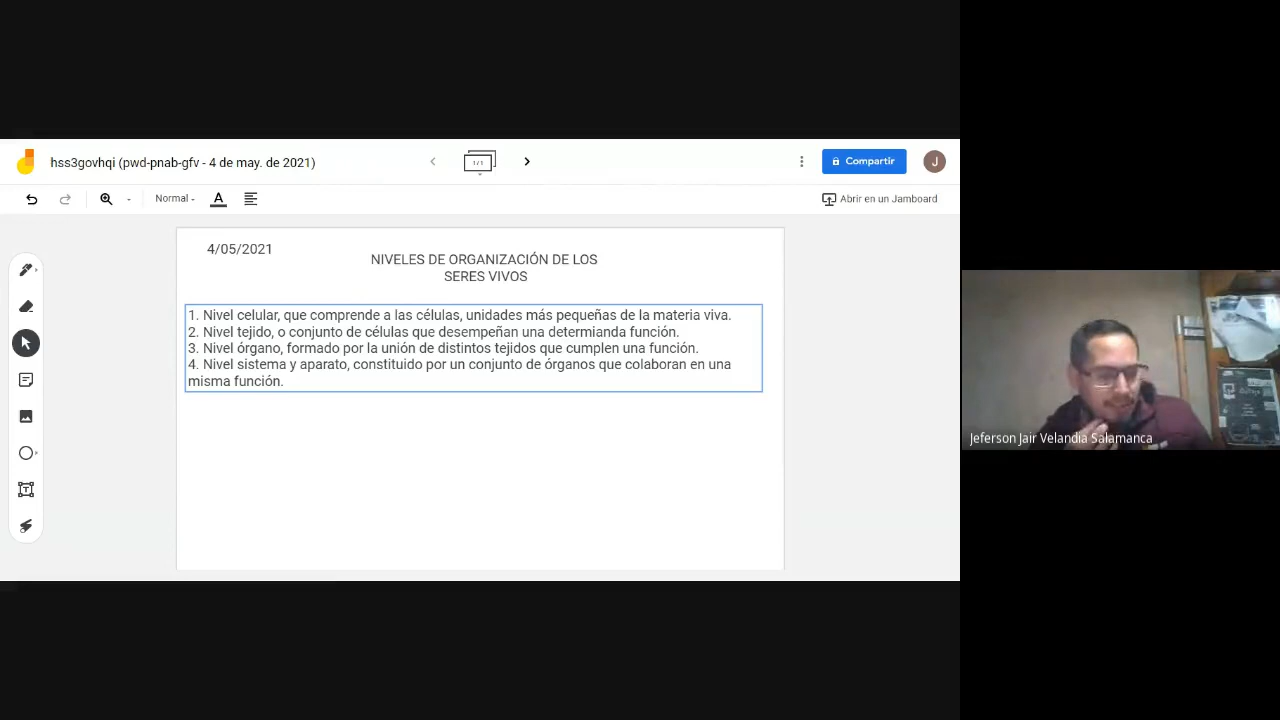 hss3govhqi (pwd-pnab-gfv - 4 de may. de 2021)
1/1
Compartir
J
Normal
A
Abrir en un Jamboard
4/05/2021
NIVELES DE ORGANIZACIÓN DE LOS
SERES VIVOS
1. Nivel celular, que comprende a las células, unidades más pequeñas de la materia viva.
2. Nivel tejido, o conjunto de células que desempeñan una determianda función.
3. Nivel órgano, formado por la unión de distintos tejidos que cumplen una función.
4. Nivel sistema y aparato, constituido por un conjunto de órganos que colaboran en una
misma función.
Jeferson Jair Velandia Salamanca